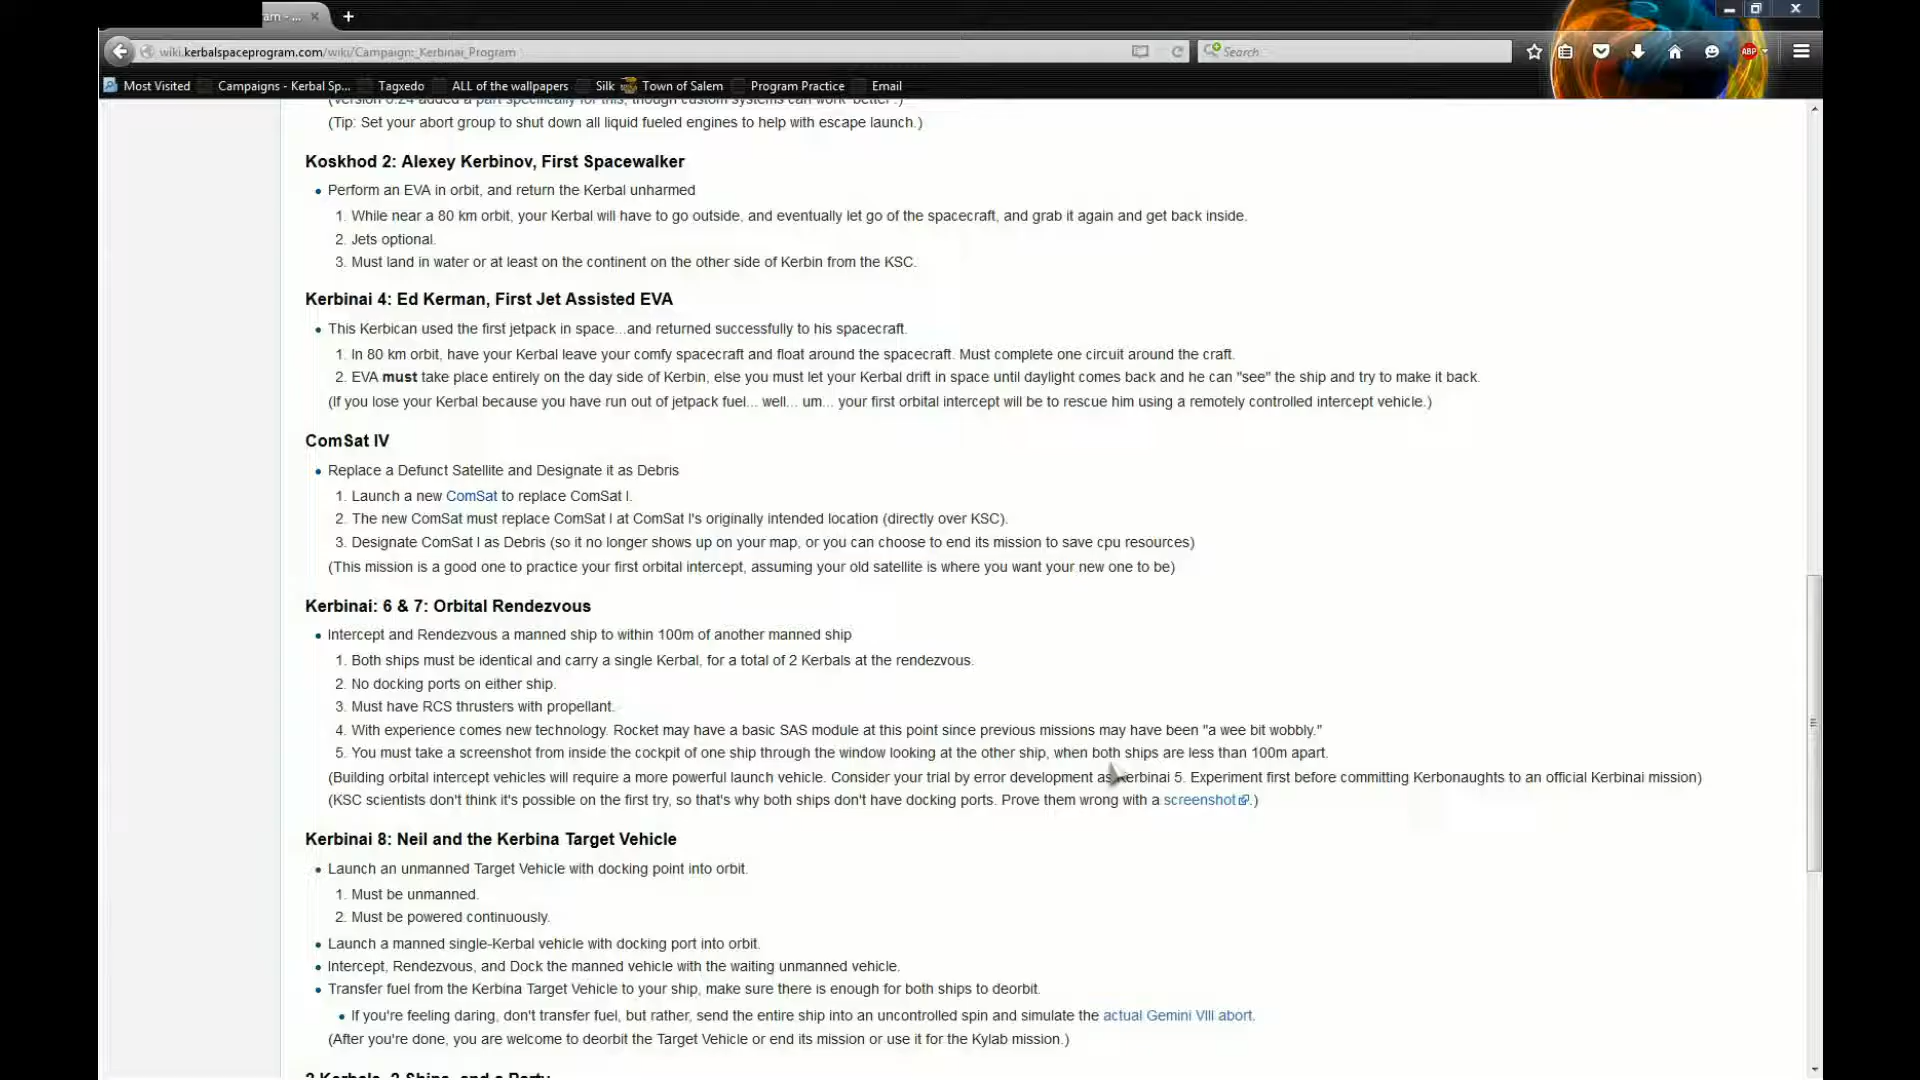 am - ...
wiki.kerbalspaceprogram.com/wiki/Campaign:_Kerbinai_Program
Search
ABP
Most Visited
Campaigns - Kerbal Sp...
Tagxedo
ALL of the wallpapers
Silk
Town of Salem
Program Practice
Email
(Version 0.24 added a part specifically for this, though custom systems can work better.)
(Tip: Set your abort group to shut down all liquid fueled engines to help with escape launch.)
Koskhod 2: Alexey Kerbinov, First Spacewalker
Perform an EVA in orbit, and return the Kerbal unharmed
1. While near a 80 km orbit, your Kerbal will have to go outside, and eventually let go of the spacecraft, and grab it again and get back inside.
2. Jets optional.
3. Must land in water or at least on the continent on the other side of Kerbin from the KSC.
Kerbinai 4: Ed Kerman, First Jet Assisted EVA
This Kerbican used the first jetpack in space...and returned successfully to his spacecraft.
1. In 80 km orbit, have your Kerbal leave your comfy spacecraft and float around the spacecraft. Must complete one circuit around the craft.
2. EVA must take place entirely on the day side of Kerbin, else you must let your Kerbal drift in space until daylight comes back and he can "see" the ship and try to make it back.
(If you lose your Kerbal because you have run out of jetpack fuel... well... um... your first orbital intercept will be to rescue him using a remotely controlled intercept vehicle.)
ComSat IV
Replace a Defunct Satellite and Designate it as Debris
1. Launch a new ComSat to replace ComSat I.
2. The new ComSat must replace ComSat I at ComSat I's originally intended location (directly over KSC).
3. Designate ComSat I as Debris (so it no longer shows up on your map, or you can choose to end its mission to save cpu resources)
(This mission is a good one to practice your first orbital intercept, assuming your old satellite is where you want your new one to be)
Kerbinai: 6 & 7: Orbital Rendezvous
Intercept and Rendezvous a manned ship to within 100m of another manned ship
1. Both ships must be identical and carry a single Kerbal, for a total of 2 Kerbals at the rendezvous.
2. No docking ports on either ship.
3. Must have RCS thrusters with propellant.
4. With experience comes new technology. Rocket may have a basic SAS module at this point since previous missions may have been "a wee bit wobbly."
5. You must take a screenshot from inside the cockpit of one ship through the window looking at the other ship, when both ships are less than 100m apart.
(Building orbital intercept vehicles will require a more powerful launch vehicle. Consider your trial by error development as Kerbinai 5. Experiment first before committing Kerbonaughts to an official Kerbinai mission)
(KSC scientists don't think it's possible on the first try, so that's why both ships don't have docking ports. Prove them wrong with a screenshot.)
Kerbinai 8: Neil and the Kerbina Target Vehicle
Launch an unmanned Target Vehicle with docking point into orbit.
1. Must be unmanned.
2. Must be powered continuously.
Launch a manned single-Kerbal vehicle with docking port into orbit.
Intercept, Rendezvous, and Dock the manned vehicle with the waiting unmanned vehicle.
Transfer fuel from the Kerbina Target Vehicle to your ship, make sure there is enough for both ships to deorbit.
If you're feeling daring, don't transfer fuel, but rather, send the entire ship into an uncontrolled spin and simulate the actual Gemini VIII abort.
(After you're done, you are welcome to deorbit the Target Vehicle or end its mission or use it for the Kylab mission.)
2 Kerbals, 2 Ships, and a Party